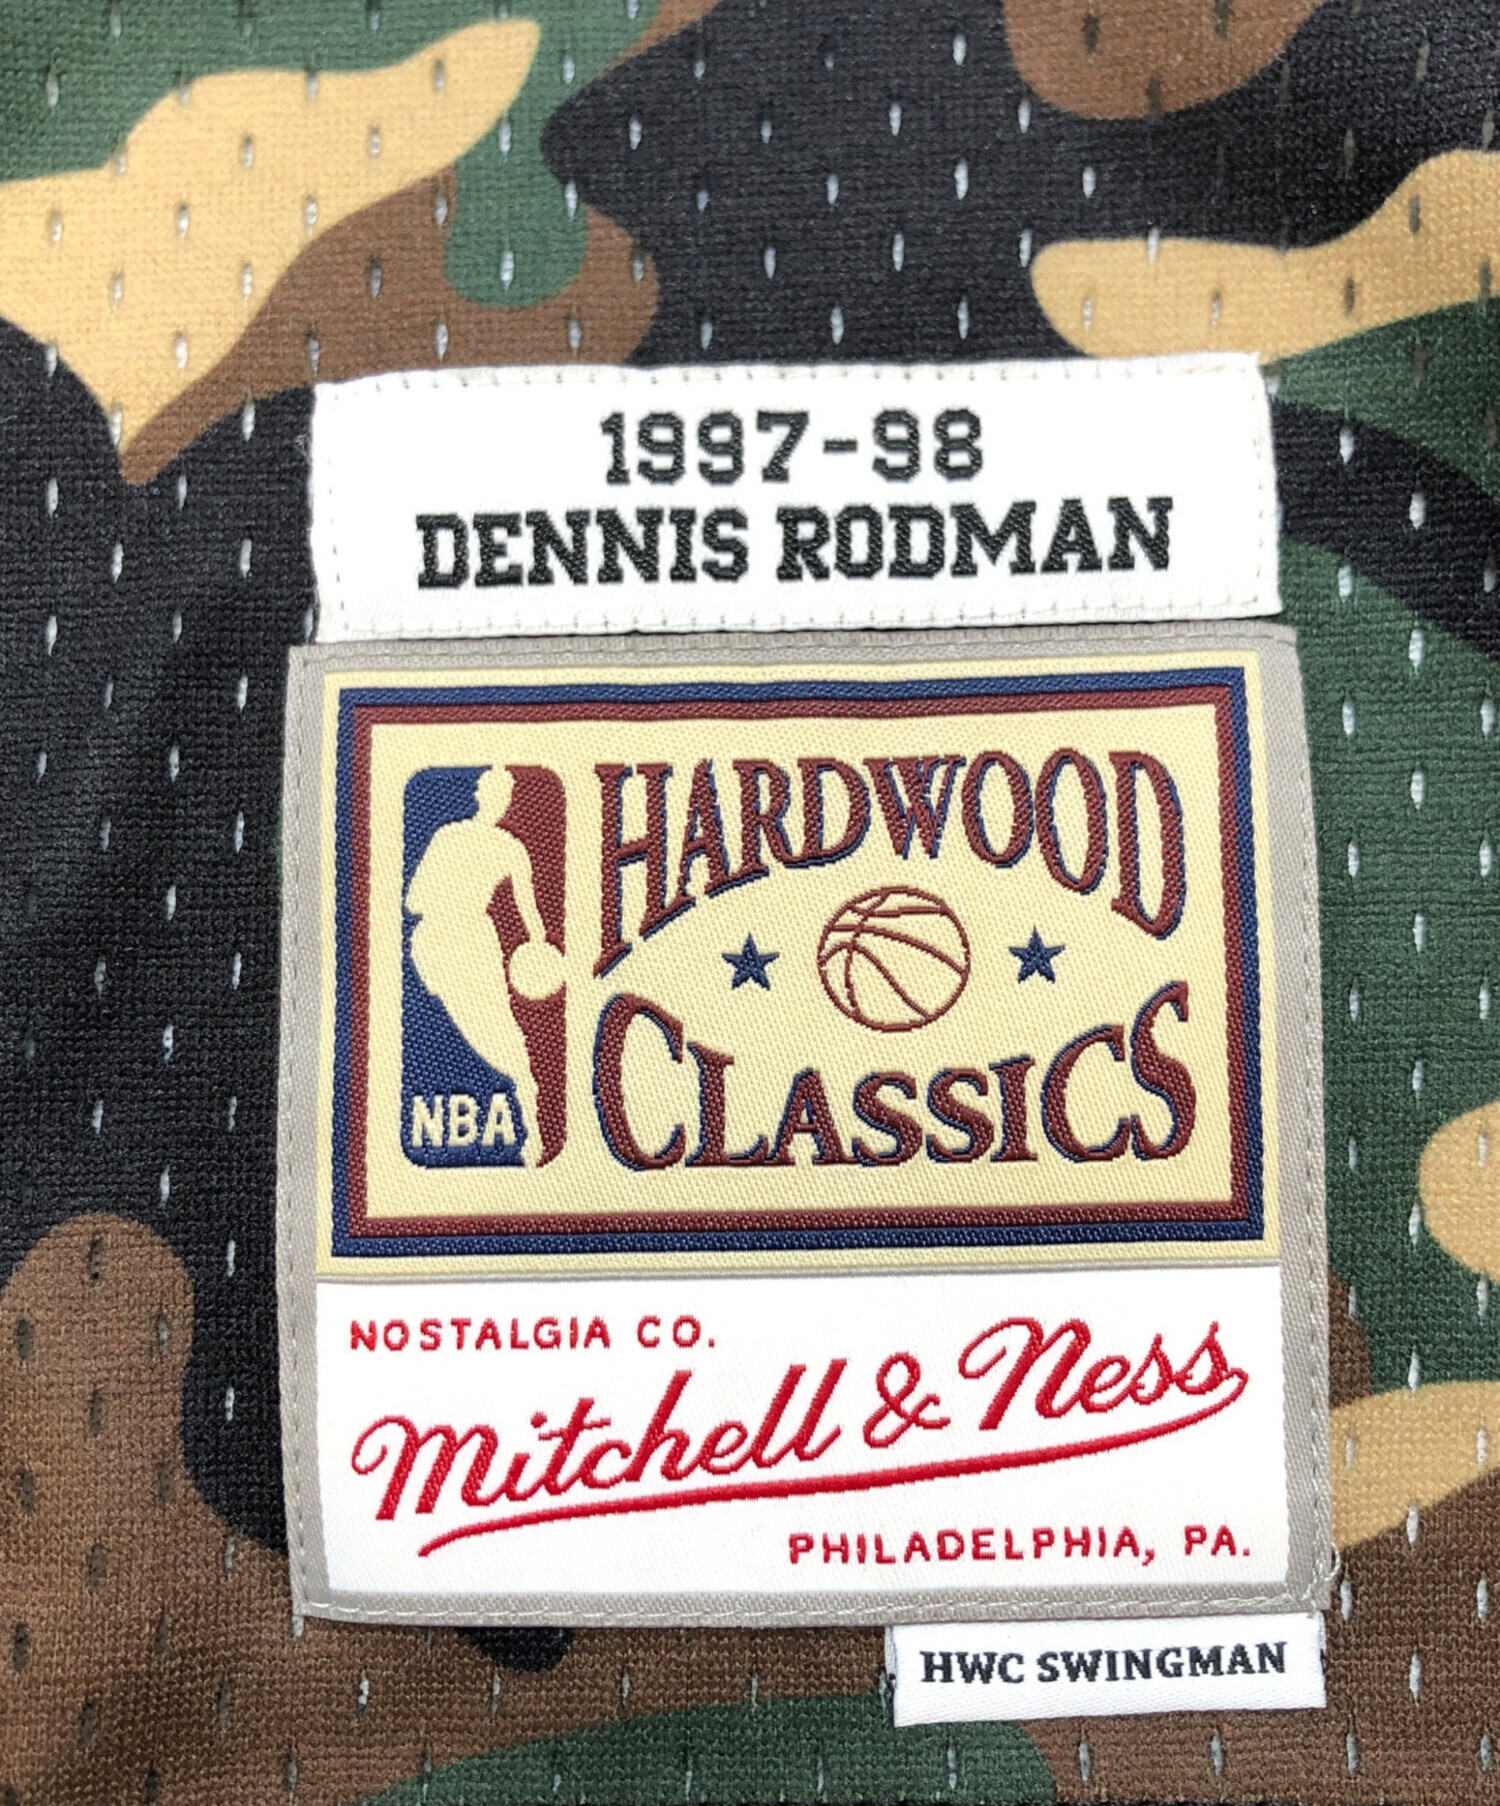 1997-98
DENNIS RODMAN
HARDWOOD
CLASSICS
NBA
NOSTALGIA CO.
Mitchell & Ness
PHILADELPHIA, PA.
HWC SWINGMAN